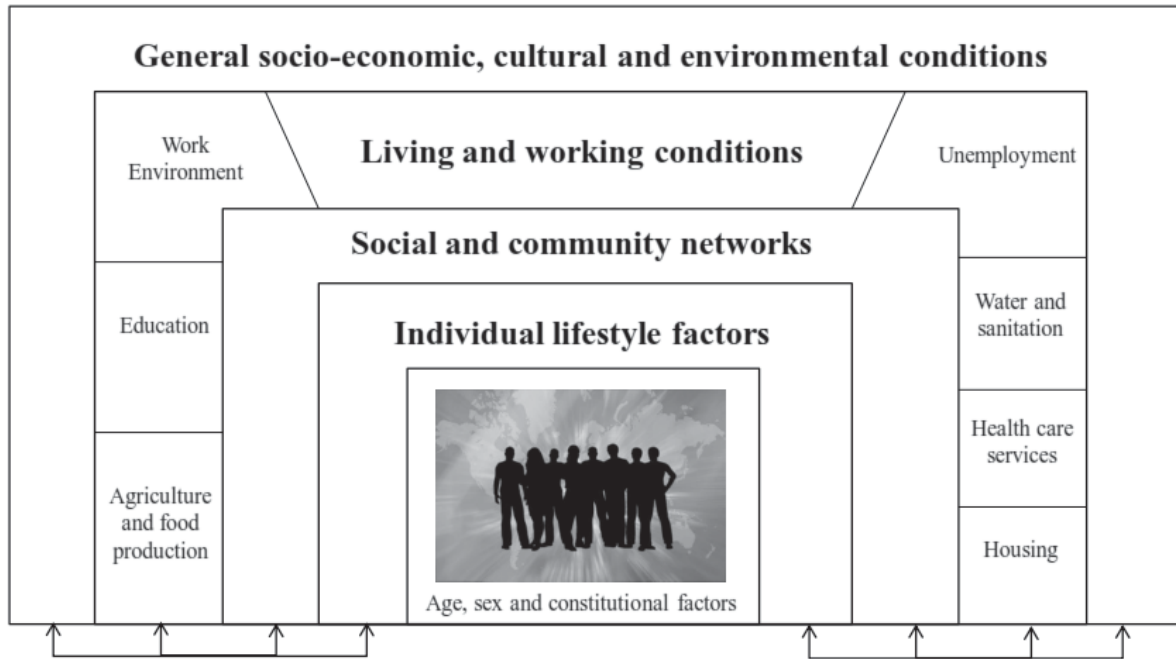 General socio-economic, cultural and environmental conditions
Work
Environment
Living and working conditions
Unemployment
Social and community networks
Education
Water and
sanitation
Individual lifestyle factors
Health care
services
Agriculture
and food
production
Housing
Age, sex and constitutional factors